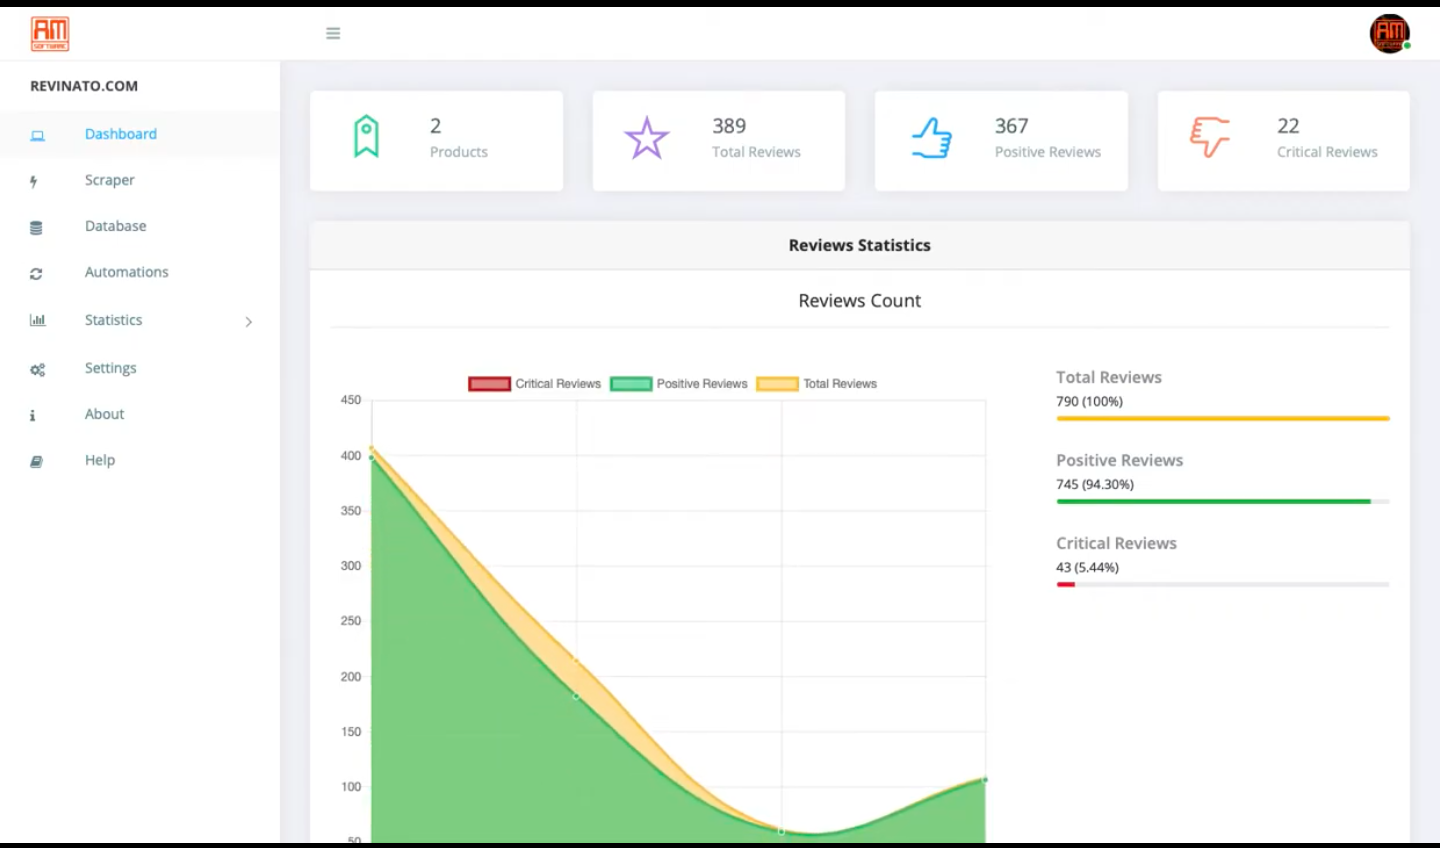 AM
SOFTWARE
AM
REVINATO.COM
Dashboard
Scraper
Database
Automations
Statistics
Settings
About
Help
2
Products
389
Total Reviews
367
Positive Reviews
22
Critical Reviews
Reviews Statistics
Reviews Count
Critical Reviews Positive Reviews Total Reviews
450
400
350
300
250
200
150
100
50
Total Reviews
790 (100%)
Positive Reviews
745 (94.30%)
Critical Reviews
43 (5.44%)